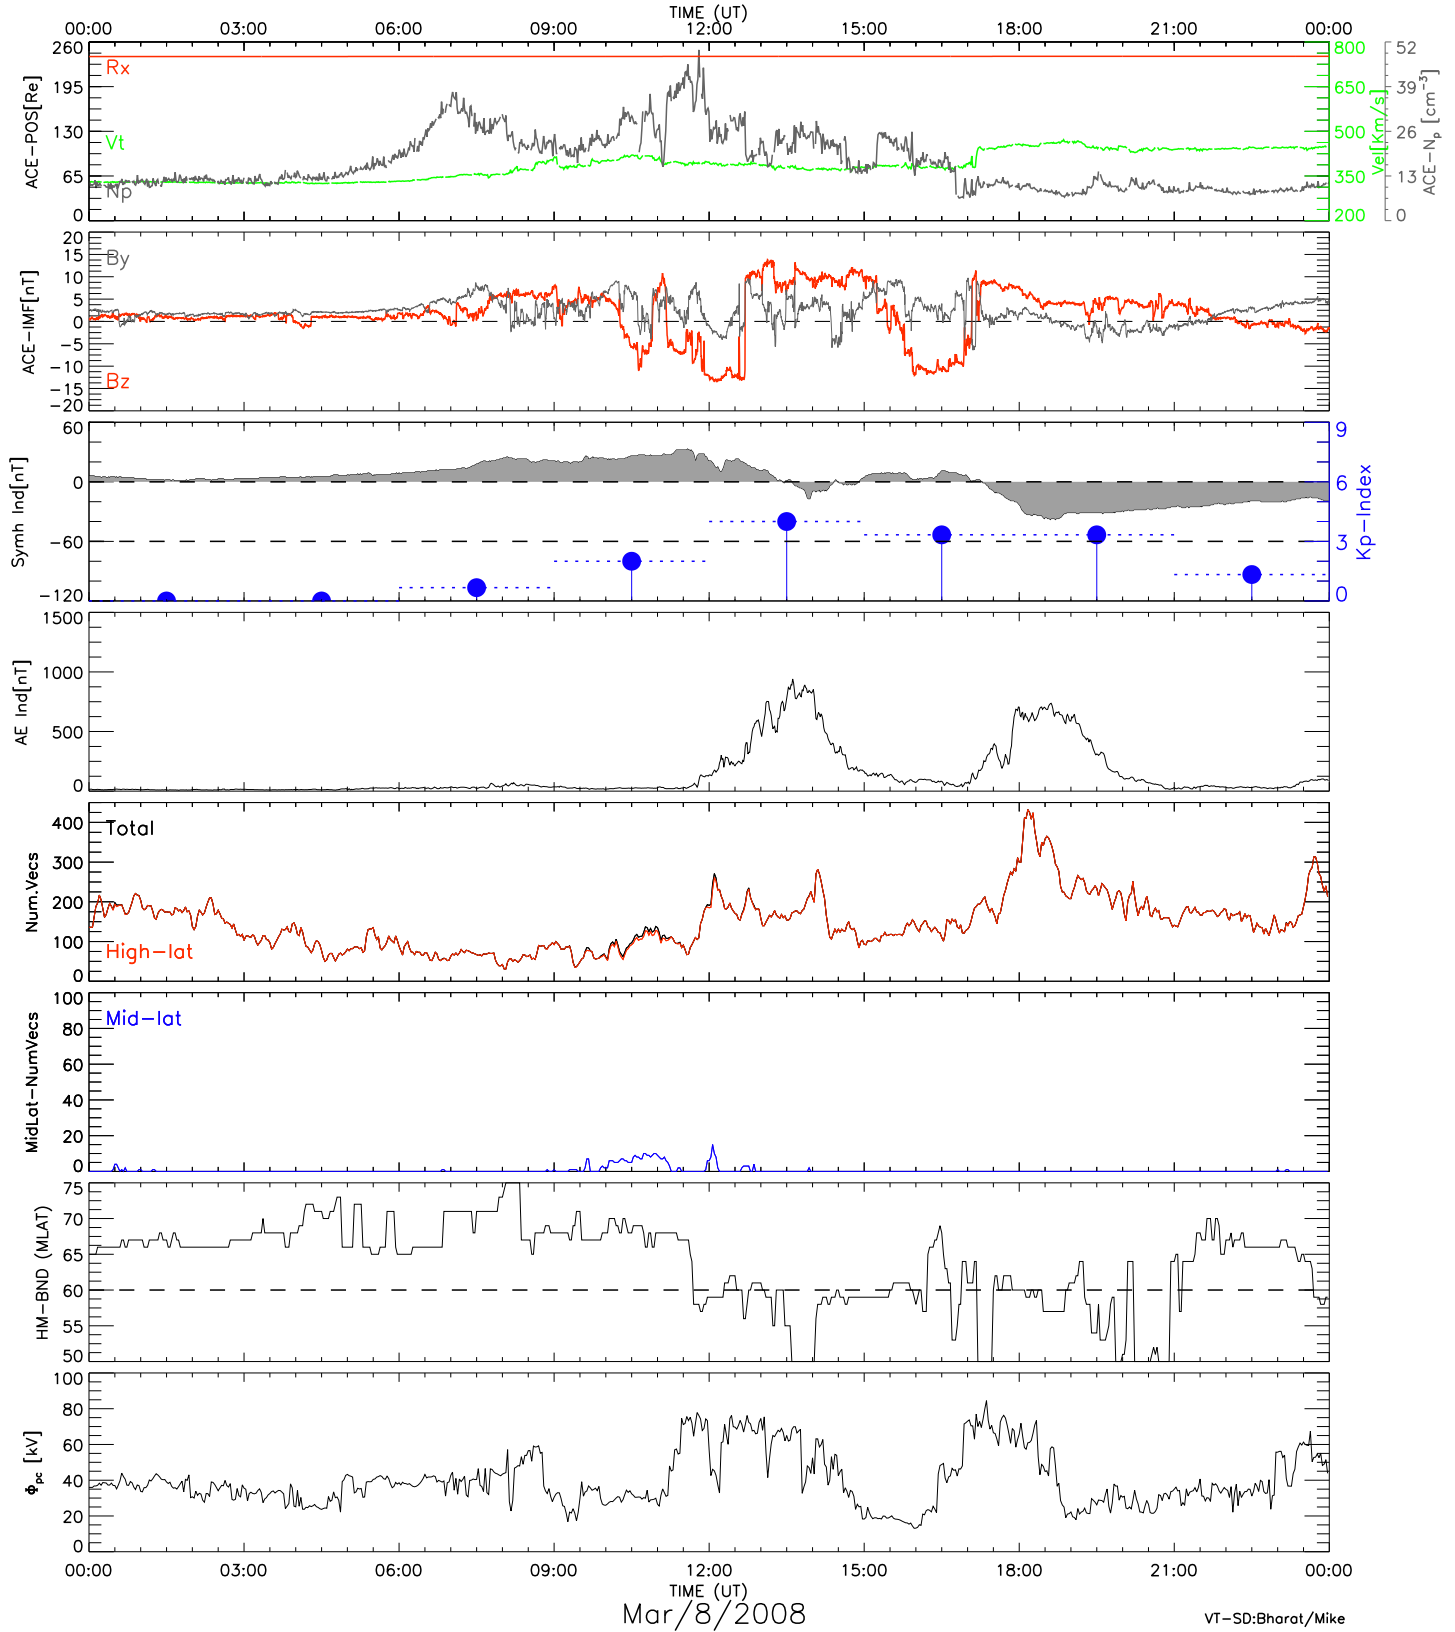 TIME (UT)
00:00 03:00 06:00 09:00 12:00 15:00 18:00 21:00 00:00
ACE-POS[Re]
260
195
130
65
0
Rx
Vt
Np
800
650
500
350
200
Vel[Km/s]
52
39
26
13
0
ACE-Np [cm-3]
ACE-IMF[nT]
20
15
10
5
0
-5
-10
-15
-20
By
Bz
Symh Ind[nT]
60
0
-60
-120
9
6
3
0
Kp-Index
AE Ind[nT]
1500
1000
500
0
Num.Vecs
400
300
200
100
0
Total
High-lat
MidLat-NumVecs
100
80
60
40
20
0
Mid-lat
HM-BND (MLAT)
75
70
65
60
55
50
Φpc [kV]
100
80
60
40
20
0
00:00 03:00 06:00 09:00 12:00 15:00 18:00 21:00 00:00
TIME (UT)
Mar/8/2008
VT-SD:Bharat/Mike